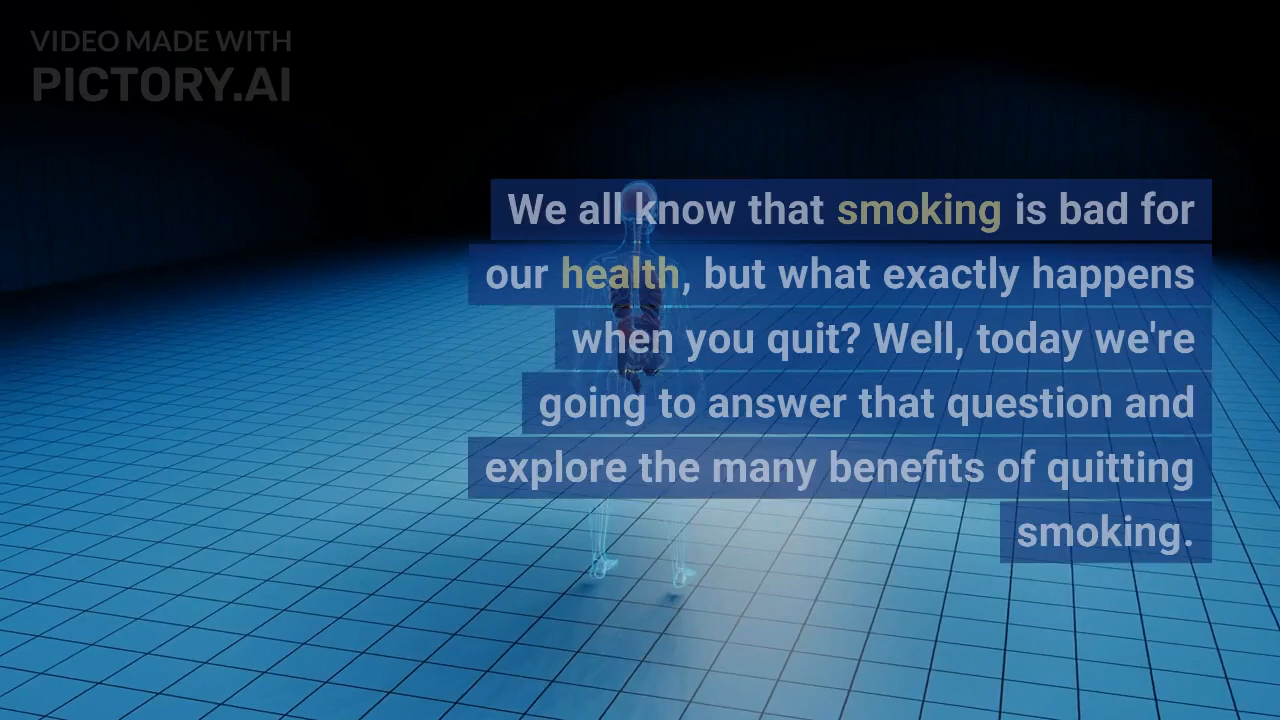 VIDEO MADE WITH
PICTORY.AI
We all know that smoking is bad for
our health, but what exactly happens
when you quit? Well, today we're
going to answer that question and
explore the many benefits of quitting
smoking.